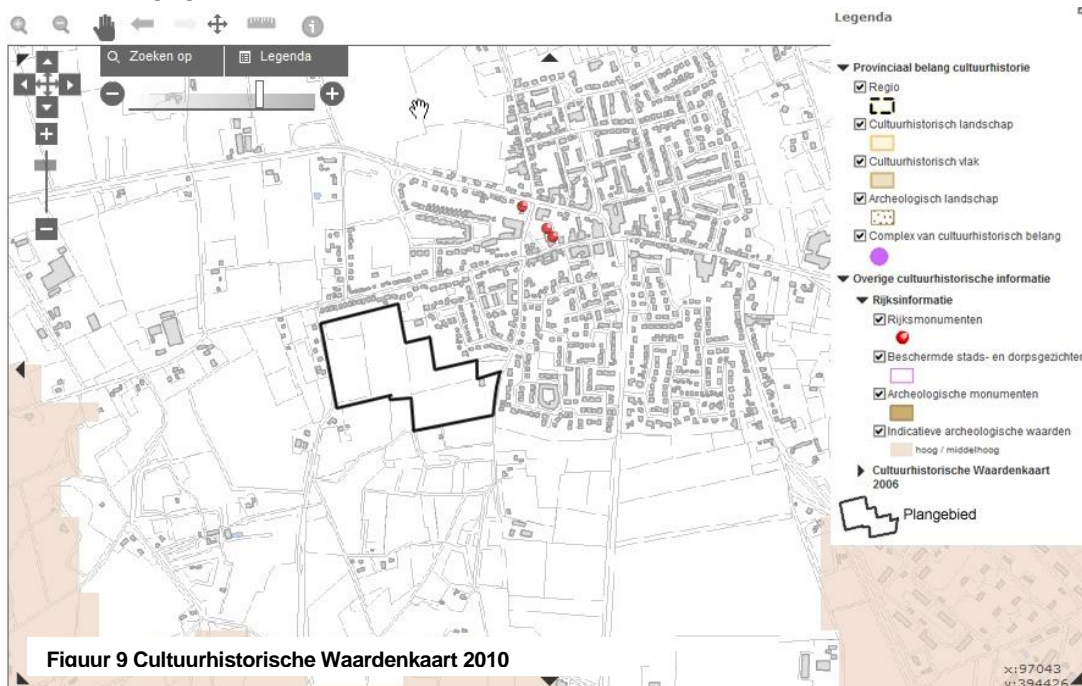 Zoeken op
Legenda
Legenda
Provinciaal belang cultuurhistorie
Regio
Cultuurhistorisch landschap
Cultuurhistorisch vlak
Archeologisch landschap
Complex van cultuurhistorisch belang
Overige cultuurhistorische informatie
Rijksinformatie
Rijksmonumenten
Beschermde stads- en dorpsgezichten
Archeologische monumenten
Indicatieve archeologische waarden
hoog / middelhoog
Cultuurhistorische Waardenkaart
2006
Plangebied
Figuur 9 Cultuurhistorische Waardenkaart 2010
x:97043
y:394426